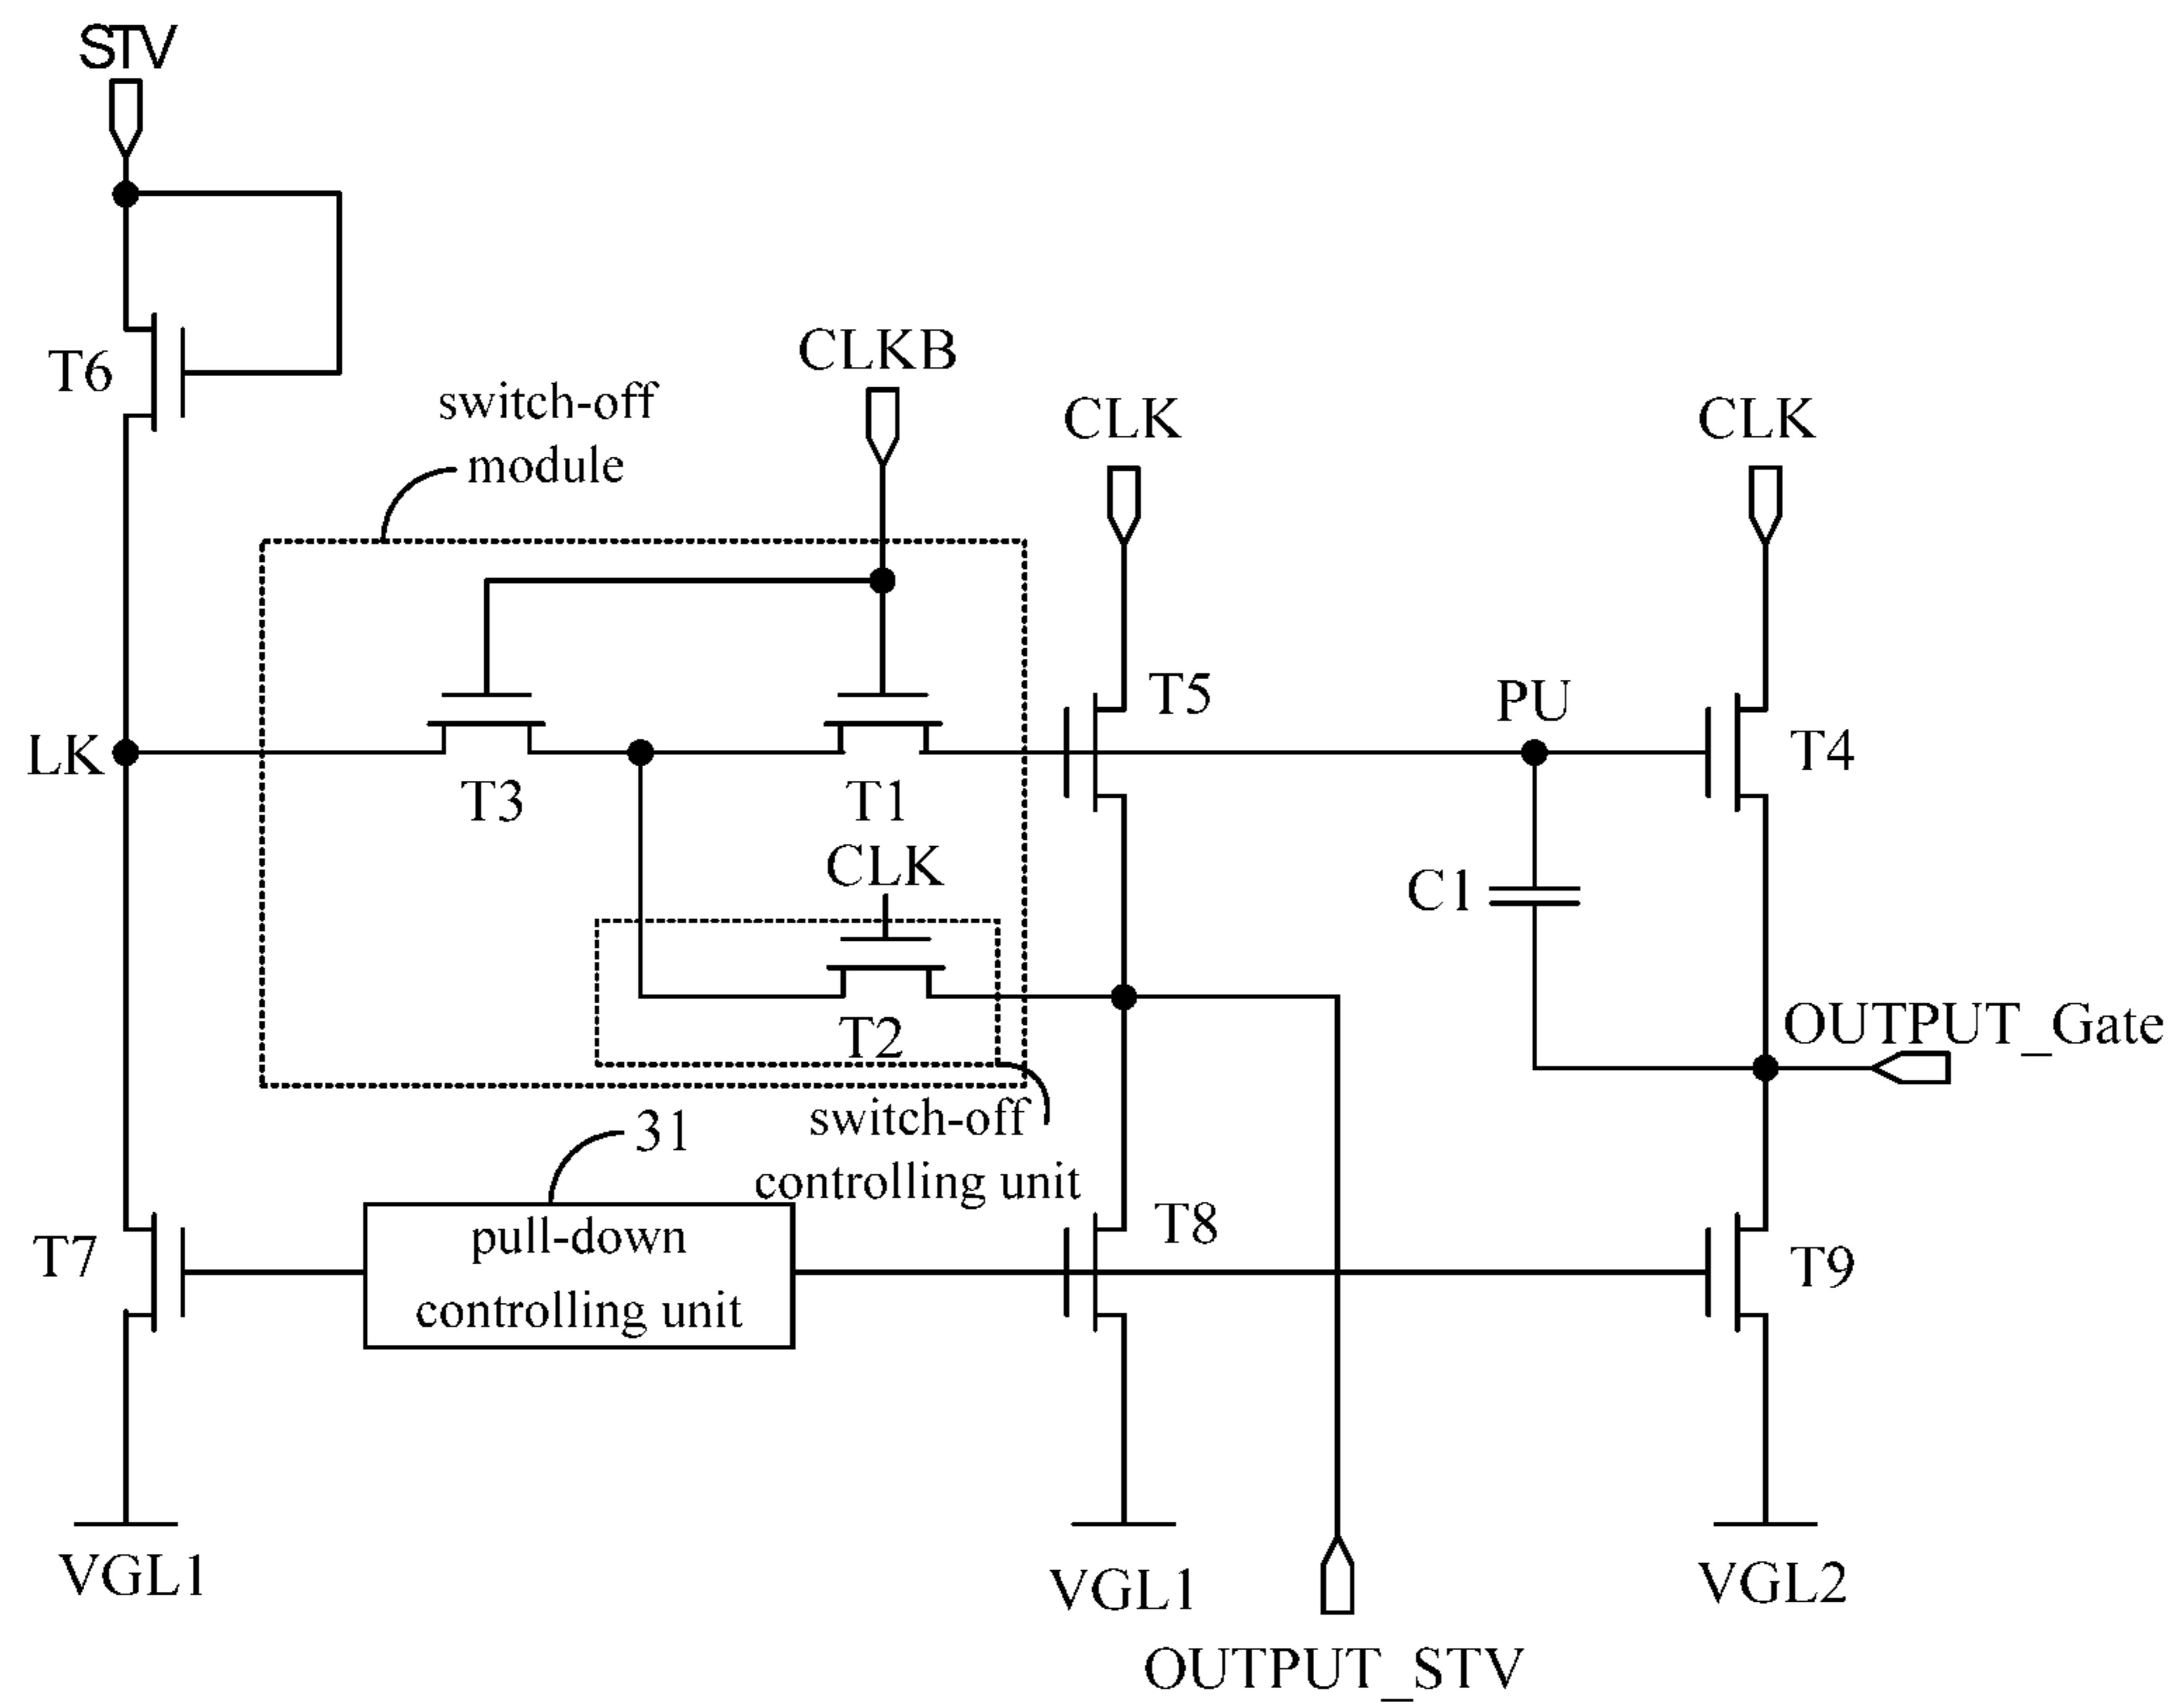 STV
T6
CLKB
switch-off
module
CLK
CLK
T5
PU
T4
LK
T3
T1
CLK
C1
T2
OUTPUT_Gate
switch-off
controlling unit
31
pull-down
controlling unit
T7
T8
T9
VGL1
VGL1
VGL2
OUTPUT_STV